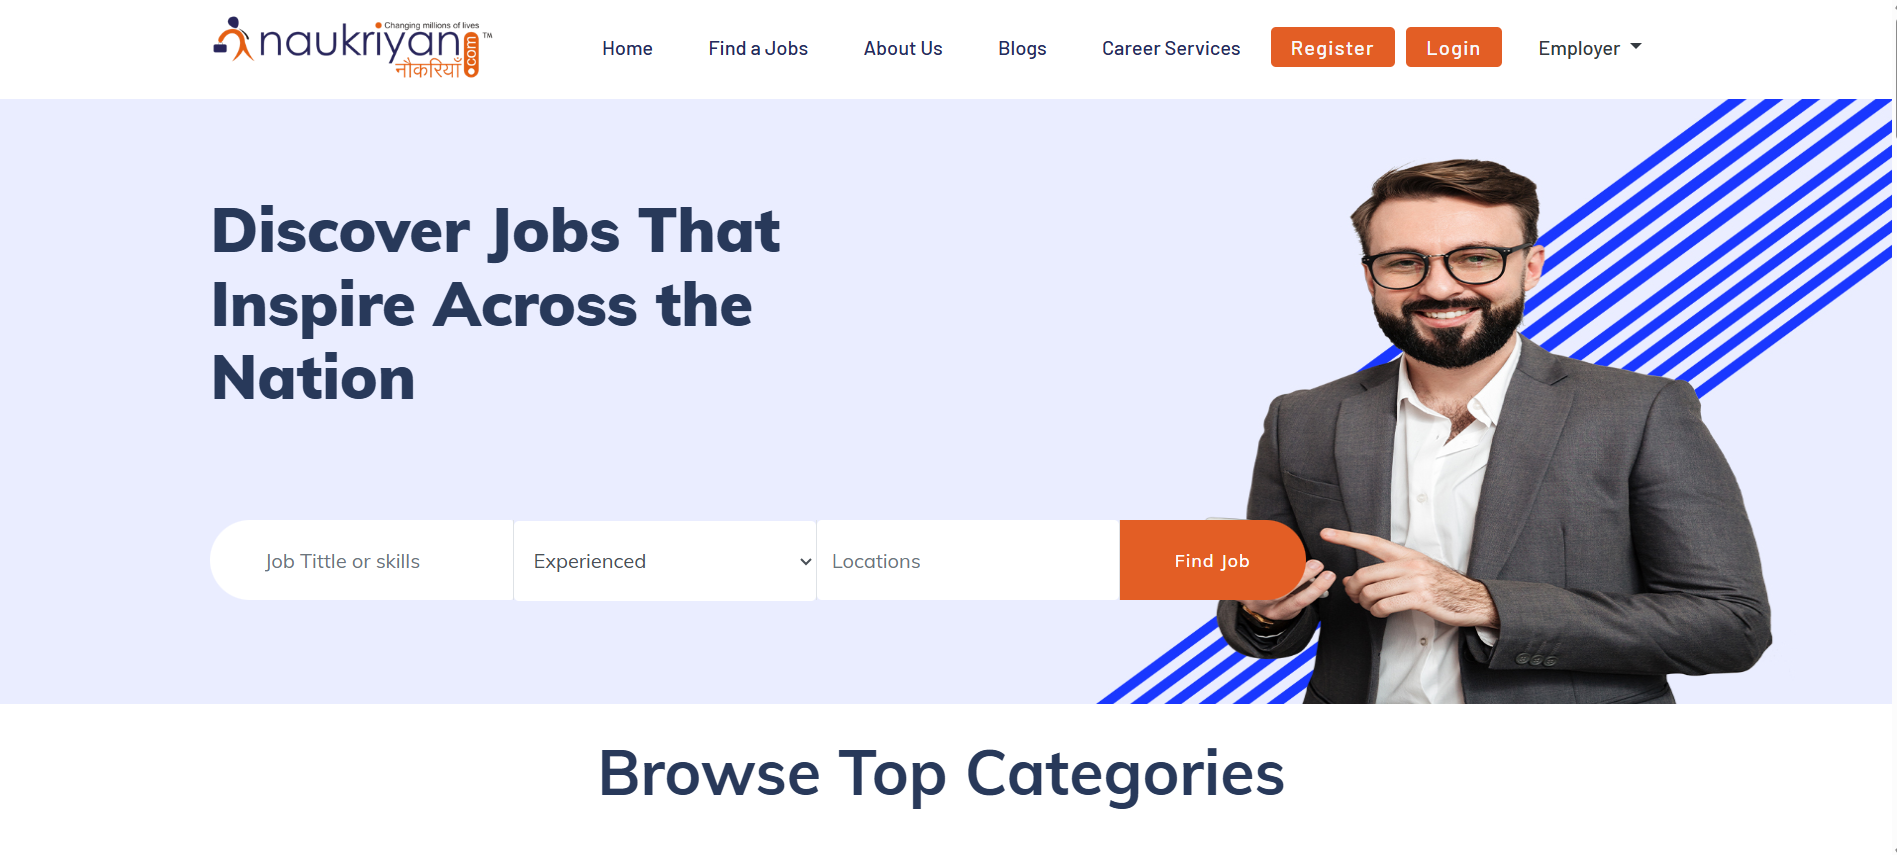 Changing millions of lives
naukriyan.com™
नौकरियाँ
Home
Find a Jobs
About Us
Blogs
Career Services
Register
Login
Employer
Discover Jobs That
Inspire Across the
Nation
Job Tittle or skills
Experienced
Locations
Find Job
Browse Top Categories